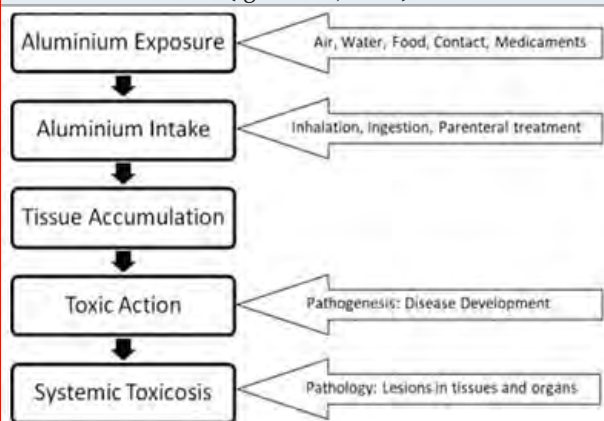 Aluminium Exposure
Air, Water, Food, Contact, Medicaments
Aluminium Intake
Inhalation, Ingestion, Parenteral treatment
Tissue Accumulation
Toxic Action
Pathogenesis: Disease Development
Systemic Toxicosis
Pathology: Lesions in tissues and organs